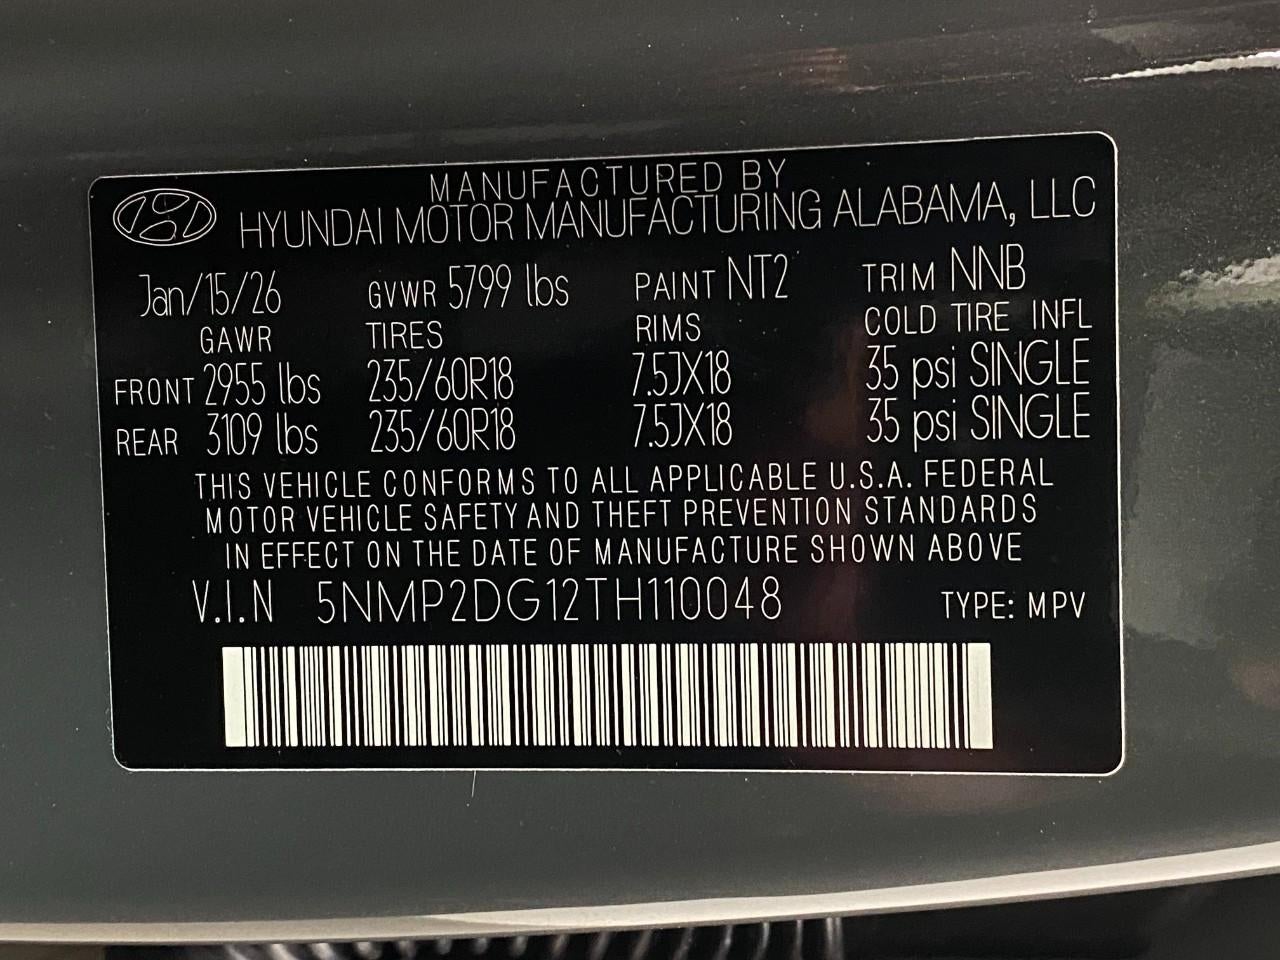 MANUFACTURED BY
HYUNDAI MOTOR MANUFACTURING ALABAMA, LLC
Jan/15/26 GVWR 5799 lbs PAINT NT2 TRIM NNB
GAWR TIRES RIMS COLD TIRE INFL
FRONT 2955 lbs 235/60R18 7.5JX18 35 psi SINGLE
REAR 3109 lbs 235/60R18 7.5JX18 35 psi SINGLE
THIS VEHICLE CONFORMS TO ALL APPLICABLE U.S.A. FEDERAL
MOTOR VEHICLE SAFETY AND THEFT PREVENTION STANDARDS
IN EFFECT ON THE DATE OF MANUFACTURE SHOWN ABOVE
V.I.N 5NMP2DG12TH110048 TYPE: MPV